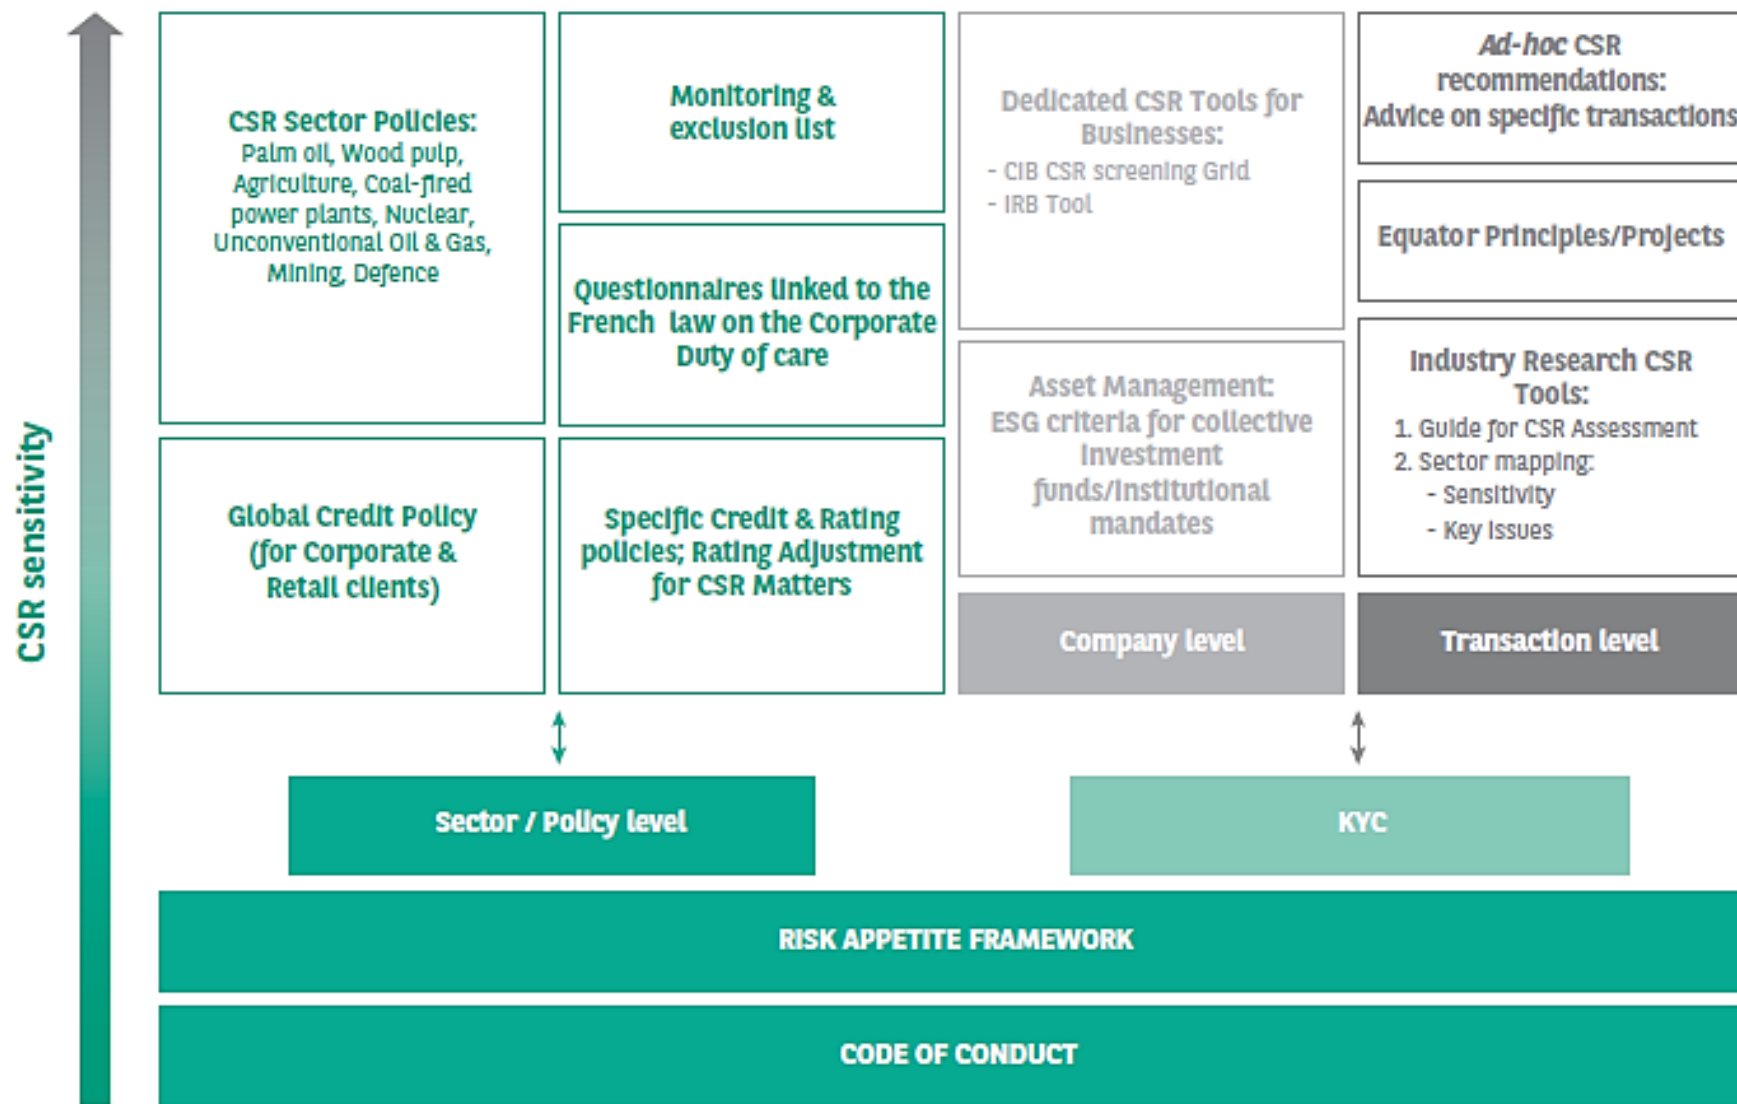 CSR sensitivity
CSR Sector Policies:
Palm oil, Wood pulp,
Agriculture, Coal-fired
power plants, Nuclear,
Unconventional Oil & Gas,
Mining, Defence
Global Credit Policy
(for Corporate &
Retail clients)
Monitoring &
exclusion list
Questionnaires linked to the
French law on the Corporate
Duty of care
Specific Credit & Rating
policies; Rating Adjustment
for CSR Matters
Dedicated CSR Tools for
Businesses:
- CIB CSR screening Grid
- IRB Tool
Asset Management:
ESG criteria for collective
investment
funds/institutional
mandates
Company level
Ad-hoc CSR
recommendations:
Advice on specific transactions
Equator Principles/Projects
Industry Research CSR
Tools:
1. Guide for CSR Assessment
2. Sector mapping:
- Sensitivity
- Key Issues
Transaction level
Sector / Policy level
KYC
RISK APPETITE FRAMEWORK
CODE OF CONDUCT